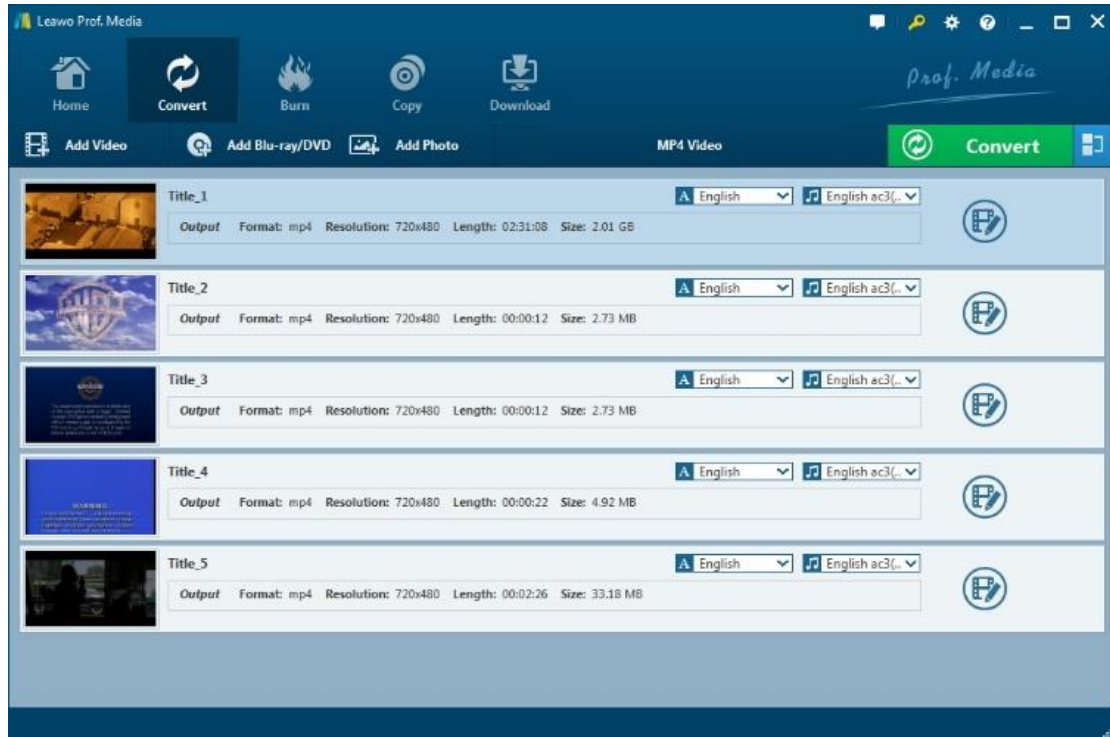 Leawo Prof. Media
Home
Convert
Burn
Copy
Download
Prof. Media
Add Video
Add Blu-ray/DVD
Add Photo
MP4 Video
Convert
Title_1
A English
English ac3(..
Output Format: mp4 Resolution: 720x480 Length: 02:31:08 Size: 2.01 GB
Title_2
A English
English ac3(..
Output Format: mp4 Resolution: 720x480 Length: 00:00:12 Size: 2.73 MB
Title_3
A English
English ac3(..
Output Format: mp4 Resolution: 720x480 Length: 00:00:12 Size: 2.73 MB
Title_4
A English
English ac3(..
Output Format: mp4 Resolution: 720x480 Length: 00:00:22 Size: 4.92 MB
WARNING
Title_5
A English
English ac3(..
Output Format: mp4 Resolution: 720x480 Length: 00:02:26 Size: 33.18 MB